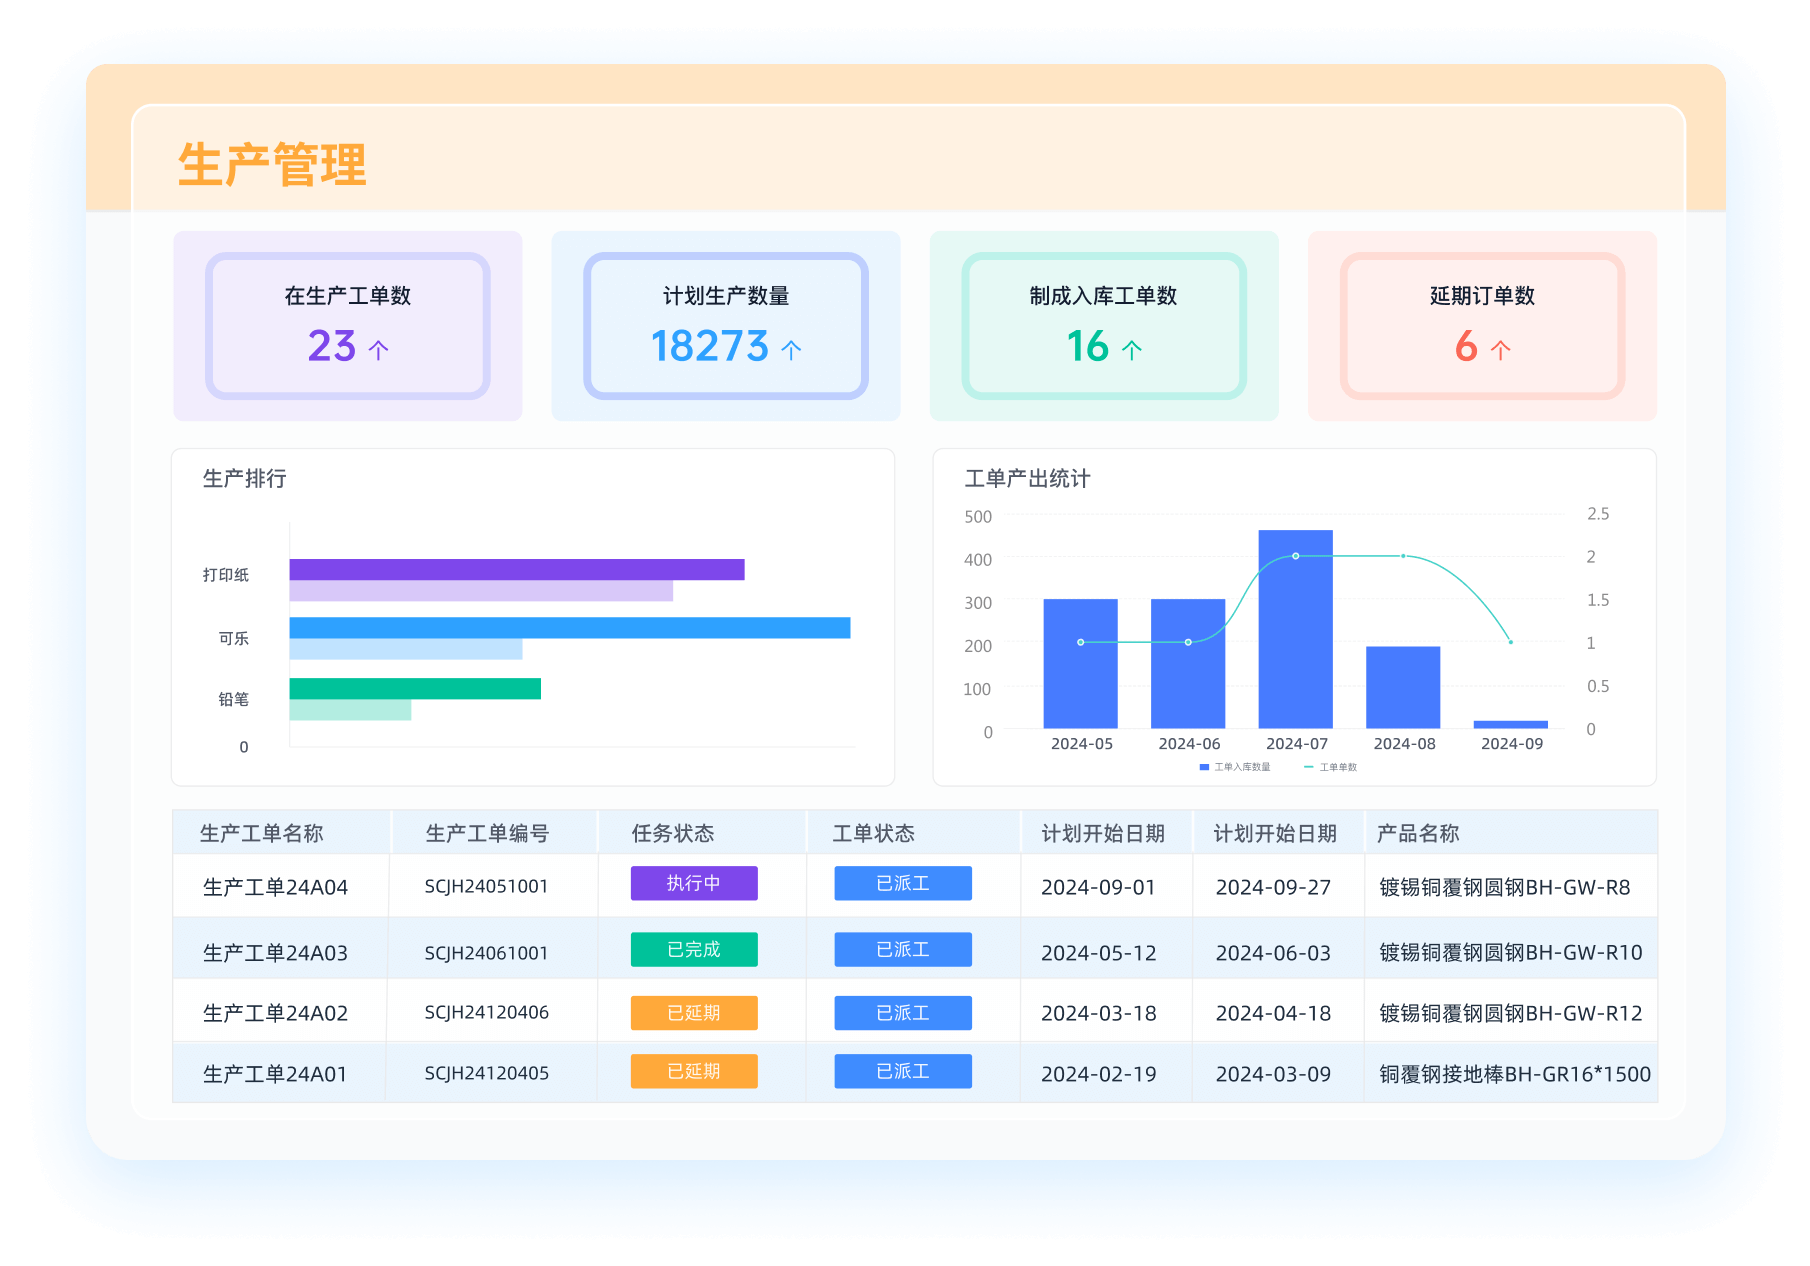 生产管理
在生产工单数
23 个
计划生产数量
18273 个
制成入库工单数
16 个
延期订单数
6 个
生产排行
打印纸
可乐
铅笔
0
工单产出统计
500
400
300
200
100
0
2.5
2
1.5
1
0.5
0
2024-05 2024-06 2024-07 2024-08 2024-09
工单入库数量 工单单数
生产工单名称 生产工单编号 任务状态 工单状态 计划开始日期 计划开始日期 产品名称
生产工单24A04 SCJH24051001 执行中 已派工 2024-09-01 2024-09-27 镀锡铜覆钢圆钢BH-GW-R8
生产工单24A03 SCJH24061001 已完成 已派工 2024-05-12 2024-06-03 镀锡铜覆钢圆钢BH-GW-R10
生产工单24A02 SCJH24120406 已延期 已派工 2024-03-18 2024-04-18 镀锡铜覆钢圆钢BH-GW-R12
生产工单24A01 SCJH24120405 已延期 已派工 2024-02-19 2024-03-09 铜覆钢接地棒BH-GR16*1500